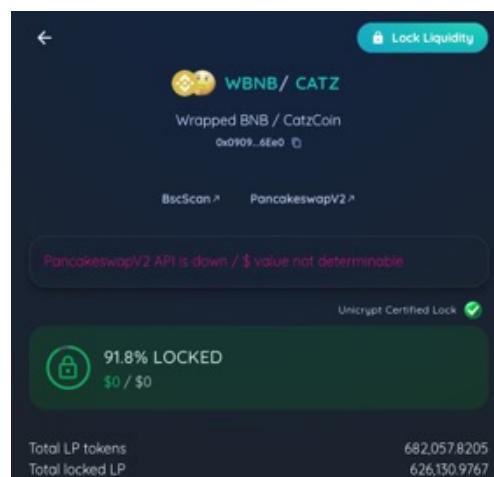 Lock Liquidity
WBNB/ CATZ
Wrapped BNB / CatzCoin
0x0909...6Ee0
BscScan↗ PancakeswapV2↗
PancakeswapV2 API is down / $ value not determinable
Unicrypt Certified Lock
91.8% LOCKED
$0 / $0
Total LP tokens 682,057.8205
Total locked LP 626,130.9767